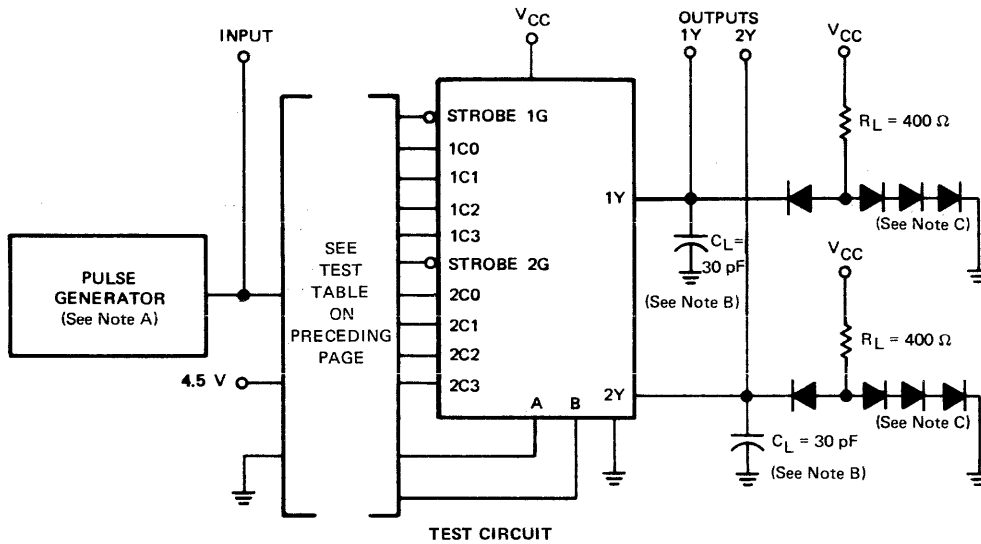 INPUT
VCC
OUTPUTS
1Y 2Y
VCC
RL = 400 Ω
STROBE 1G
1C0
1C1
1C2
1C3
STROBE 2G
2C0
2C1
2C2
2C3
A B
1Y
2Y
SEE
TEST
TABLE
ON
PRECEDING
PAGE
PULSE
GENERATOR
(See Note A)
4.5 V
CL =
30 pF
(See Note B)
(See Note C)
VCC
RL = 400 Ω
(See Note C)
CL = 30 pF
(See Note B)
TEST CIRCUIT